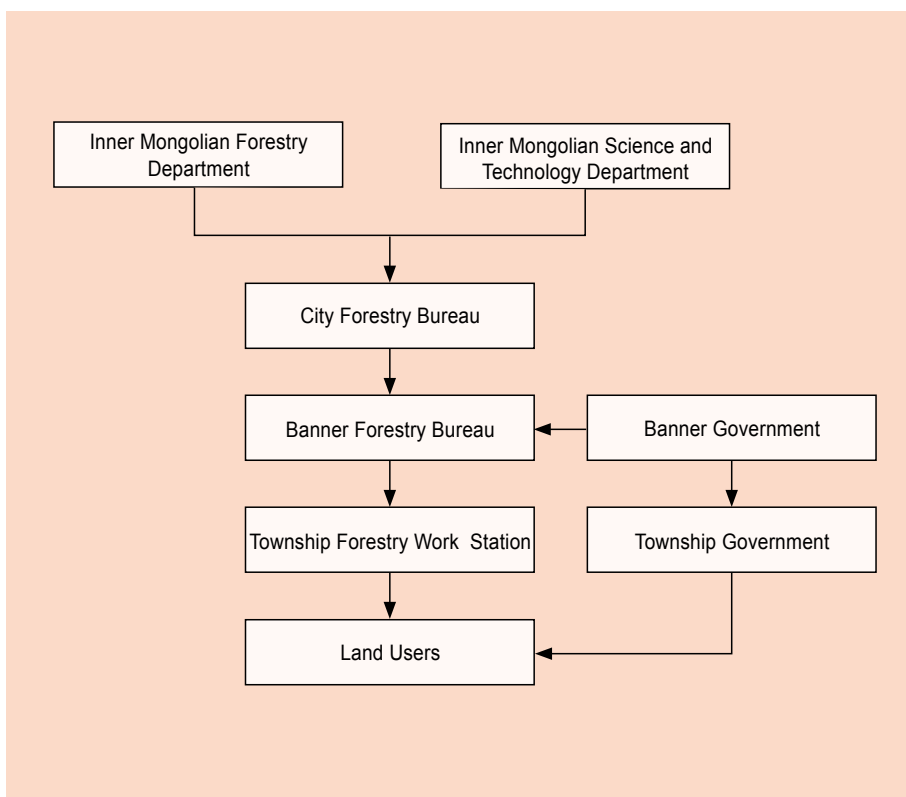 Inner Mongolian Forestry
Department
Inner Mongolian Science and
Technology Department
City Forestry Bureau
Banner Forestry Bureau
Banner Government
Township Forestry Work Station
Township Government
Land Users